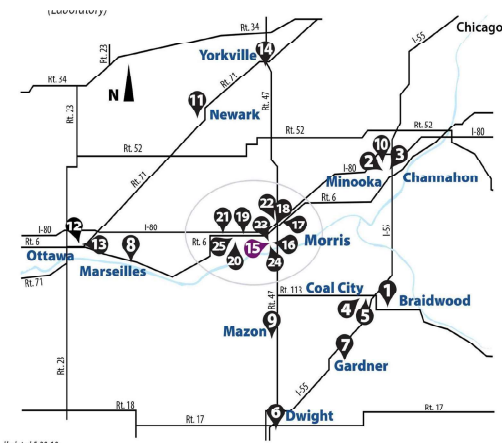 (Laboratory)
Rt. 34
I-55
Chicago
Rt. 23
Yorkville
14
Rt. 34
N
Rt. 71
Rt. 47
11
Newark
Rt. 23
Rt. 52
Rt. 52
I-80
Rt. 52
10
2
3
I-80
Minooka
Channahon
Rt. 71
Rt. 6
22
18
21
19
23
17
12
I-80
I-80
Rt. 6
13
8
Rt. 6
25
20
15
16
24
Morris
I-55
Ottawa
Marseilles
Rt. 71
Coal City
1
Rt. 113
4
5
Braidwood
Rt. 47
9
Mazon
7
Gardner
Rt. 23
I-55
Rt. 18
6
Dwight
Rt. 17
Rt. 17